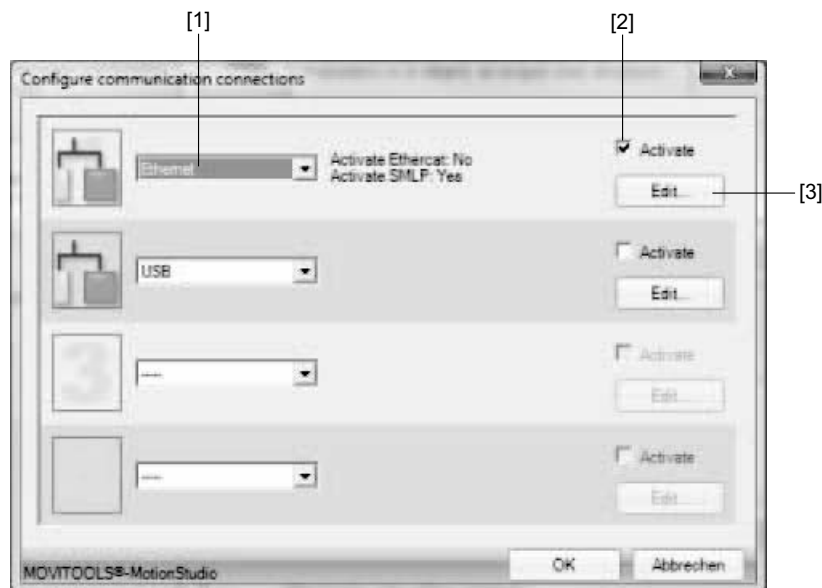 [1] [2]
Configure communication connections
Ethernet
Activate Ethercat: No
Activate SMLP: Yes
Activate
Edit...
[3]
USB
Activate
Edit...
3
----
Activate
Edit...
----
Activate
Edit...
MOVITOOLS®-MotionStudio
OK Abbrechen